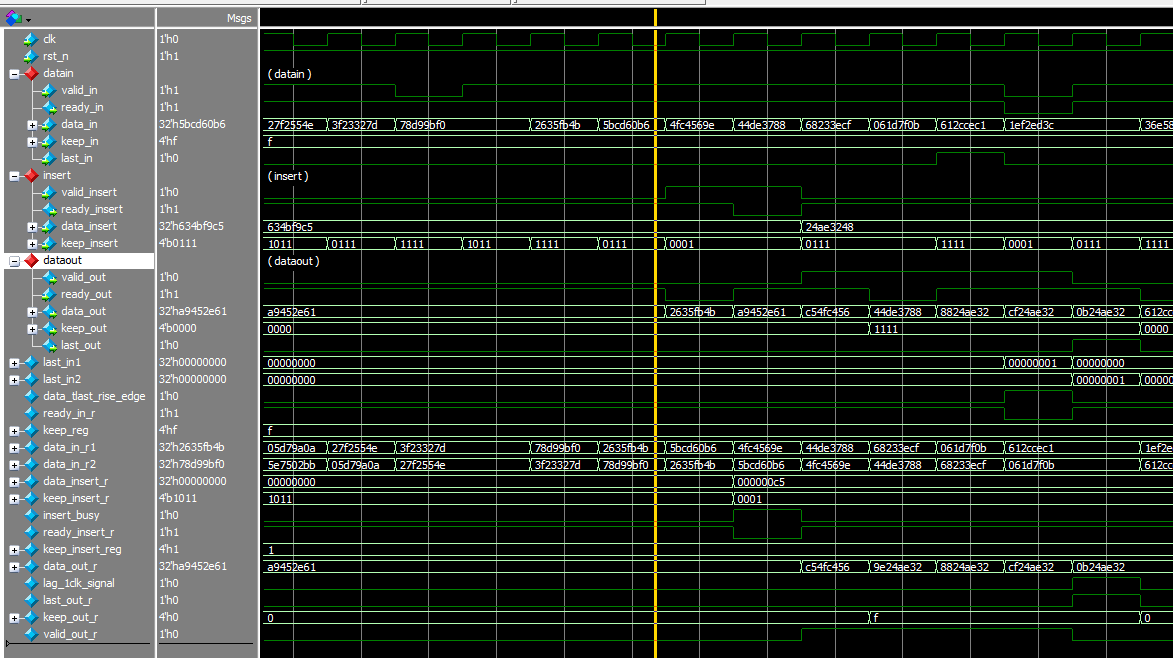 Msgs
clk 1'h0
rst_n 1'h1
datain ( datain )
valid_in 1'h1
ready_in 1'h1
data_in 32'h5bcd60b6 27f2554e 3f23327d 78d99bf0 2635fb4b 5bcd60b6 4fc4569e 44de3788 68233ecf 061d7f0b 612ccec1 1ef2ed3c 36e58
keep_in 4'hf f
last_in 1'h0
insert ( insert )
valid_insert 1'h0
ready_insert 1'h1
data_insert 32'h634bf9c5 634bf9c5 24ae3248
keep_insert 4'b0111 1011 0111 1111 1011 1111 0111 0001 0111 1111 0001 0111 1111
dataout ( dataout )
valid_out 1'h0
ready_out 1'h1
data_out 32'ha9452e61 a9452e61 2635fb4b a9452e61 c54fc456 44de3788 8824ae32 cf24ae32 0b24ae32 612cc
keep_out 4'b0000 0000 1111 0000
last_out 1'h0
last_in1 32'h00000000 00000000 00000001 00000000
last_in2 32'h00000000 00000000 00000001 00000
data_tlast_rise_edge 1'h0
ready_in_r 1'h1
keep_reg 4'hf f
data_in_r1 32'h2635fb4b 05d79a0a 27f2554e 3f23327d 78d99bf0 2635fb4b 5bcd60b6 4fc4569e 44de3788 68233ecf 061d7f0b 612ccec1 1ef2e
data_in_r2 32'h78d99bf0 5e7502bb 05d79a0a 27f2554e 3f23327d 78d99bf0 2635fb4b 5bcd60b6 4fc4569e 44de3788 68233ecf 061d7f0b 612cc
data_insert_r 32'h00000000 00000000 000000c5
keep_insert_r 4'b1011 1011 0001
insert_busy 1'h0
ready_insert_r 1'h1
keep_insert_reg 4'h1 1
data_out_r 32'ha9452e61 a9452e61 c54fc456 9e24ae32 8824ae32 cf24ae32 0b24ae32
lag_1clk_signal 1'h0
last_out_r 1'h0
keep_out_r 4'h0 0 f 0
valid_out_r 1'h0